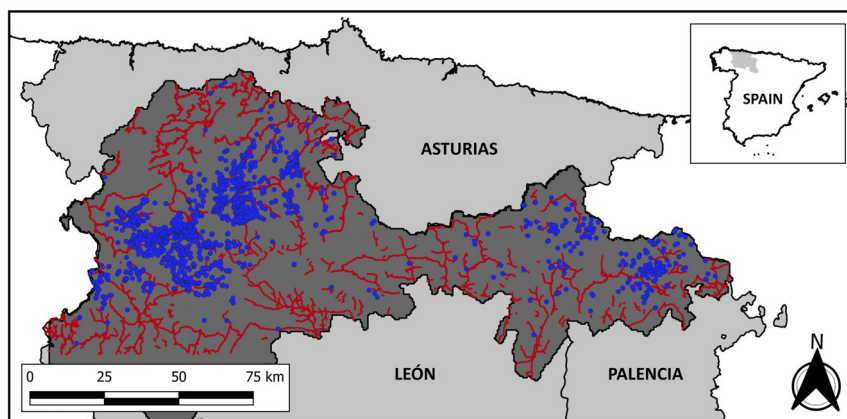 SPAIN
ASTURIAS
N
LEÓN
PALENCIA
0 25 50 75 km